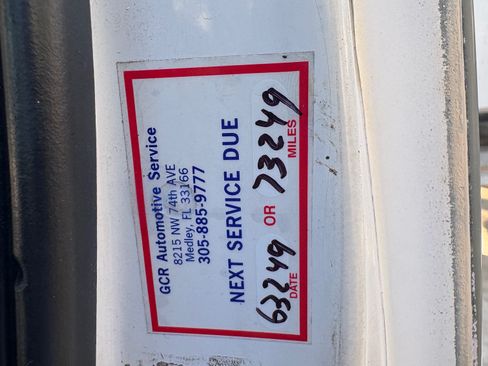 GCR Automotive Service
8215 NW 74th AVE
Medley, FL 33166
305-885-9777
NEXT SERVICE DUE
63249 OR 73249
DATE MILES